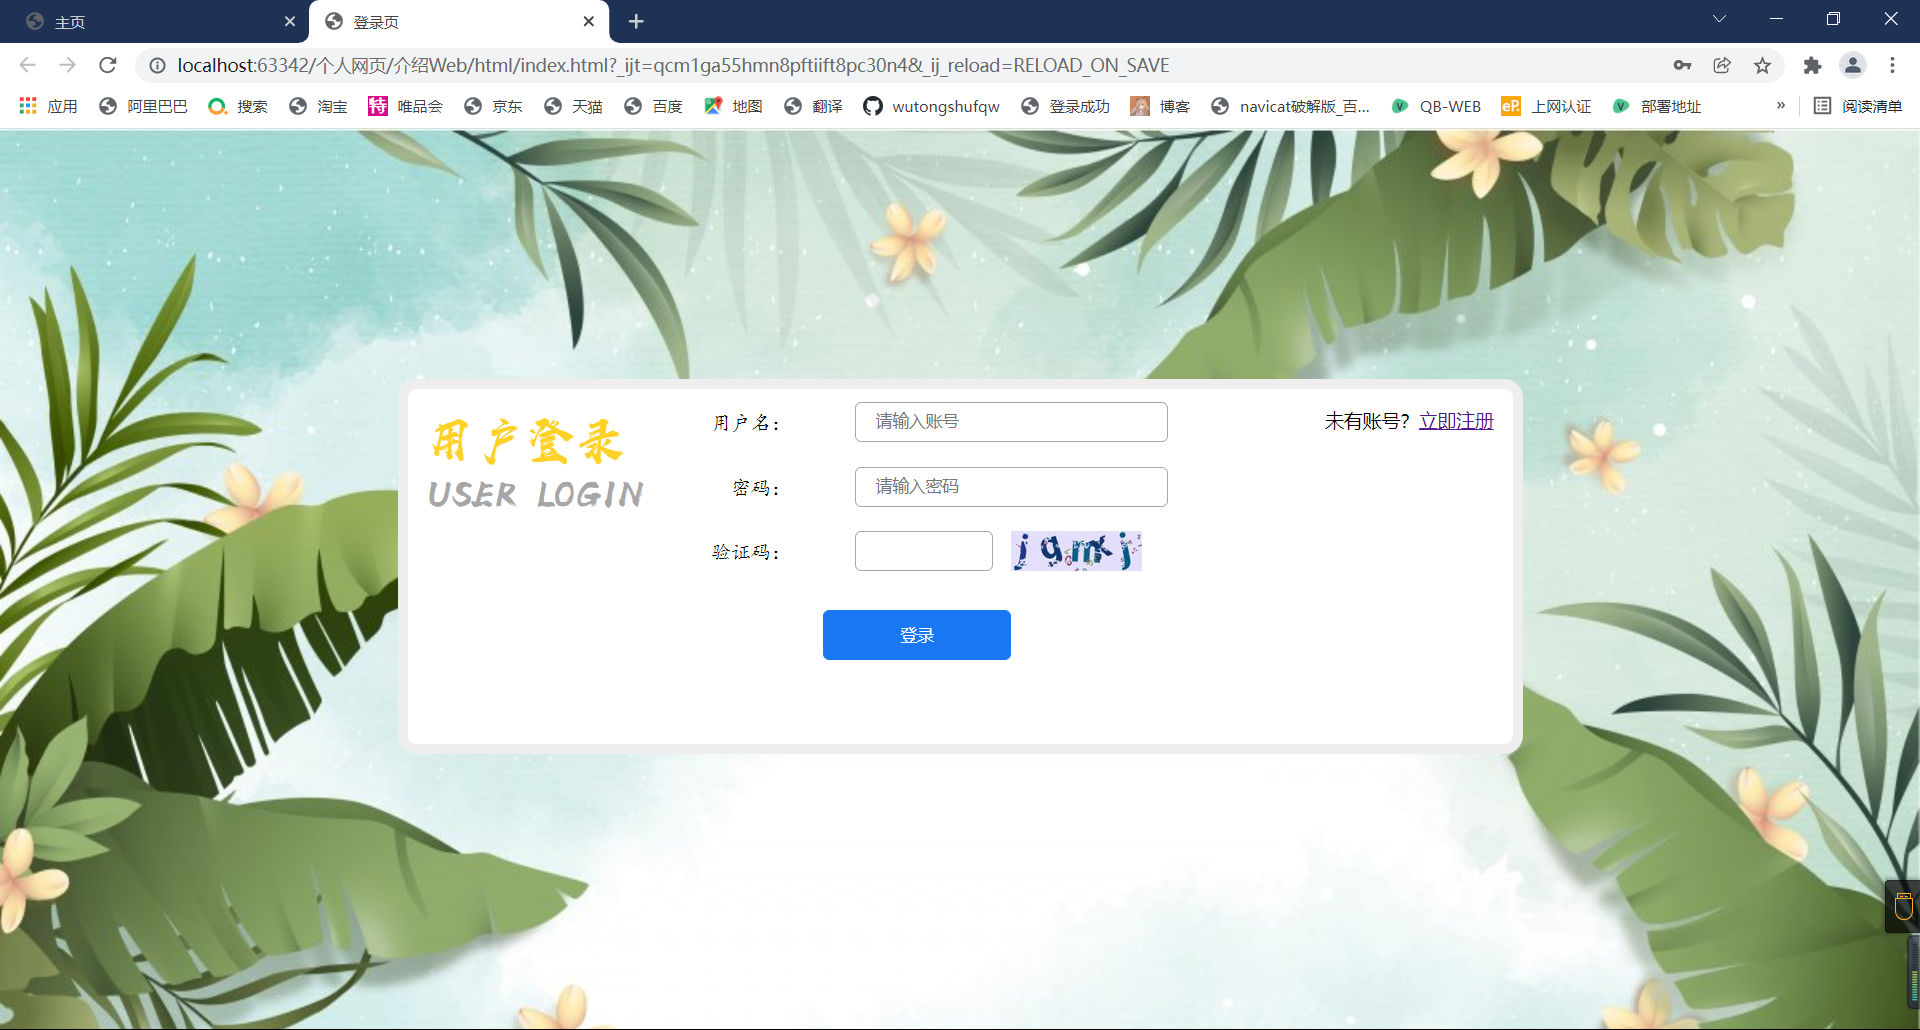 主页
登录页
localhost:63342/个人网页/介绍Web/html/index.html?_ijt=qcm1ga55hmn8pftiift8pc30n4&_ij_reload=RELOAD_ON_SAVE
应用 阿里巴巴 搜索 淘宝 特 唯品会 京东 天猫 百度 地图 翻译 wutongshufqw 登录成功 博客 navicat破解版_百... V QB-WEB eP. 上网认证 V 部署地址 » 阅读清单
用户登录
USER LOGIN
用户名：
请输入账号
未有账号？立即注册
密码：
请输入密码
验证码：
登录